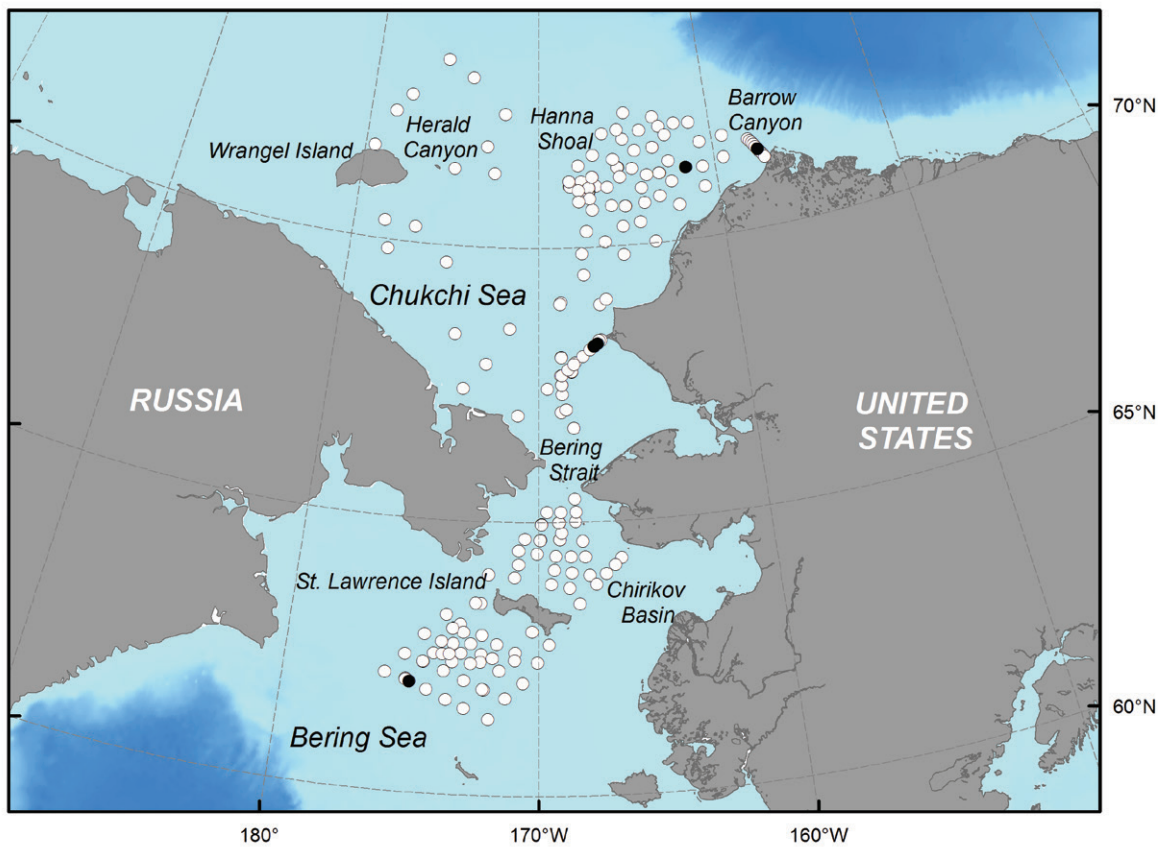 70°N
Barrow
Canyon
Hanna
Shoal
Herald
Canyon
Wrangel Island
Chukchi Sea
RUSSIA
UNITED
STATES
65°N
Bering
Strait
St. Lawrence Island
Chirikov
Basin
60°N
Bering Sea
180°
170°W
160°W